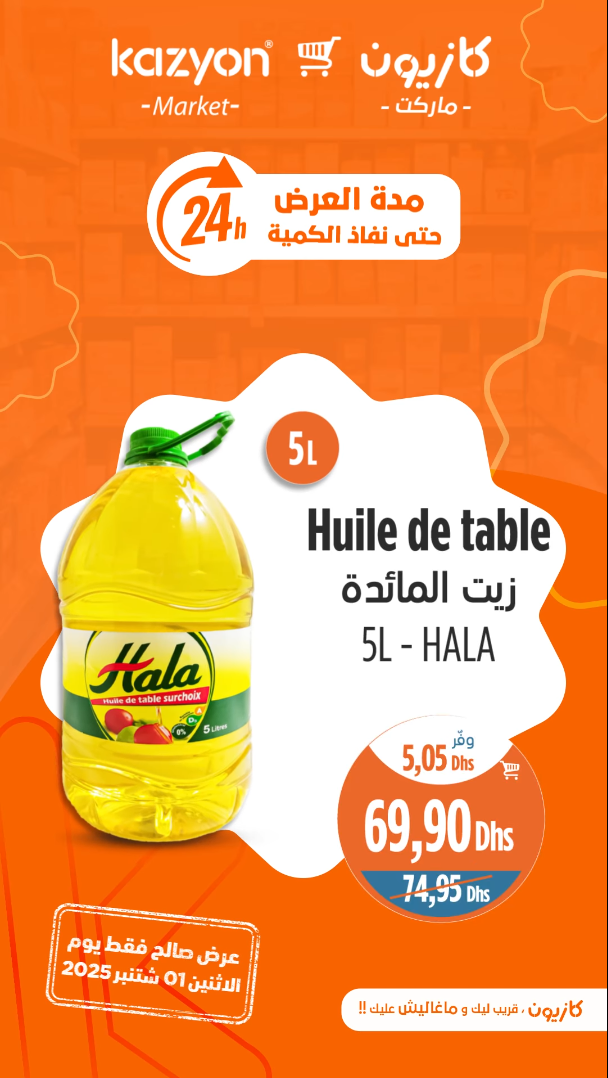 kazyon®
-Market-
كازيون
- ماركت -
24h
مدة العرض
حتى نفاذ الكمية
5L
Huile de table
زيت المائدة
5L - HALA
Hala
Huile de table surchoix
A
D3
0%
5 Litres
وفّر
5,05 Dhs
69,90 Dhs
74,95 Dhs
عرض صالح فقط يوم
الاثنين 01 شتنبر 2025
كازيون ، قريب ليك و ماغاليش عليك !!